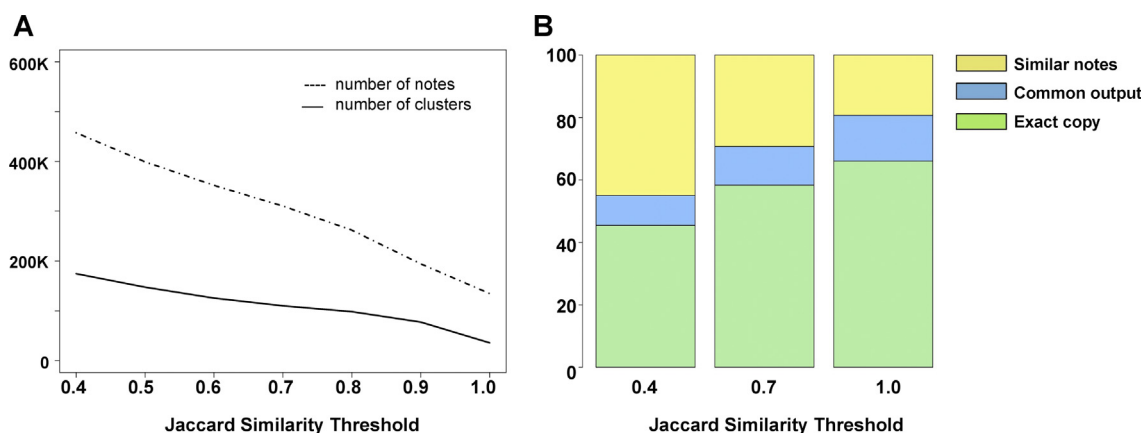 A
600K
400K
200K
0
number of notes
number of clusters
0.4 0.5 0.6 0.7 0.8 0.9 1.0
Jaccard Similarity Threshold
B
100
80
60
40
20
0
0.4 0.7 1.0
Jaccard Similarity Threshold
Similar notes
Common output
Exact copy